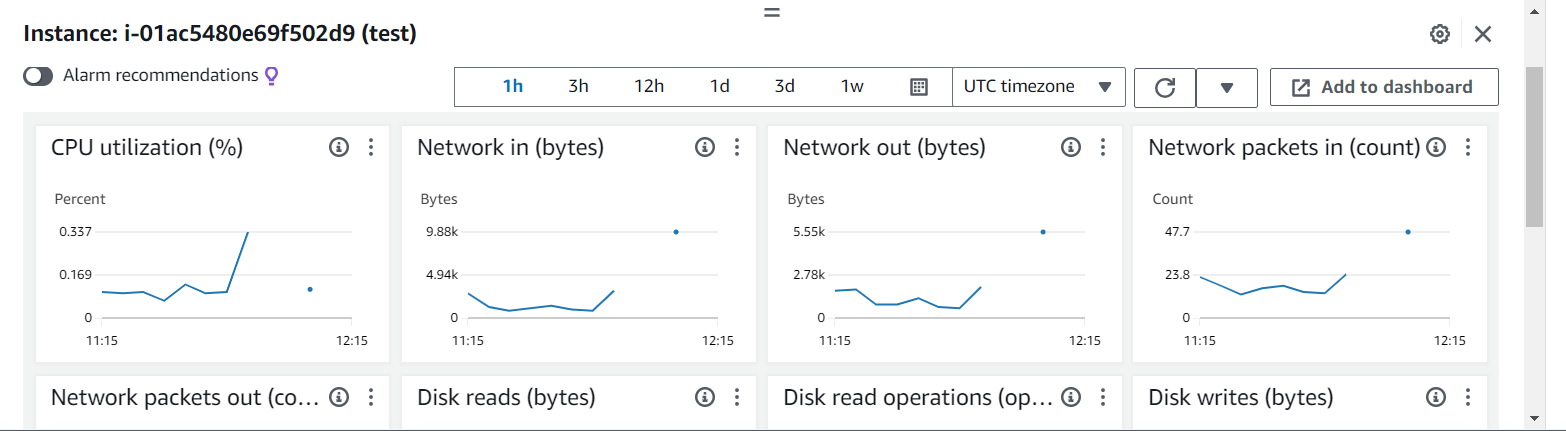 Instance: i-01ac5480e69f502d9 (test)
Alarm recommendations
1h 3h 12h 1d 3d 1w UTC timezone Add to dashboard
CPU utilization (%)
Percent
0.337
0.169
0
11:15 12:15
Network in (bytes)
Bytes
9.88k
4.94k
0
11:15 12:15
Network out (bytes)
Bytes
5.55k
2.78k
0
11:15 12:15
Network packets in (count)
Count
47.7
23.8
0
11:15 12:15
Network packets out (co...
Disk reads (bytes)
Disk read operations (op...
Disk writes (bytes)